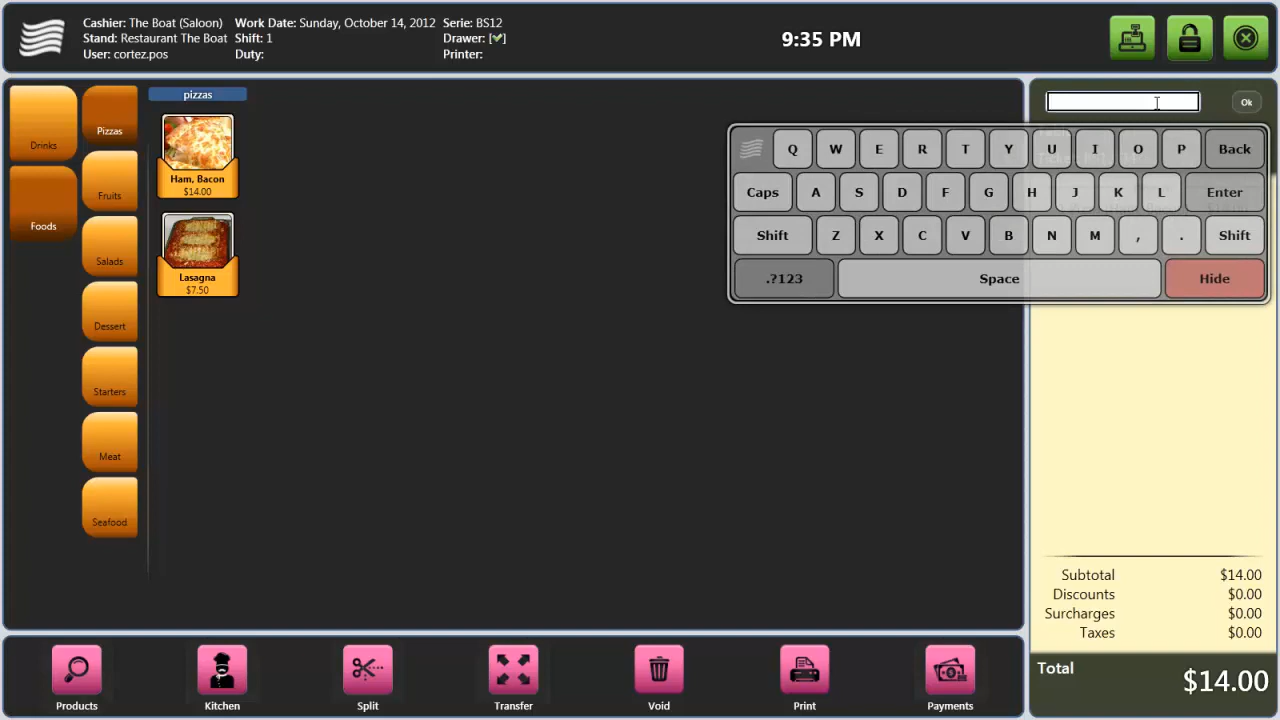 Cashier: The Boat (Saloon) Work Date: Sunday, October 14, 2012 Serie: BS12
Stand: Restaurant The Boat Shift: 1 Drawer: [✔]
User: cortez.pos Duty: Printer:
9:35 PM
Drinks
Foods
Pizzas
Fruits
Salads
Dessert
Starters
Meat
Seafood
pizzas
Ham, Bacon
$14.00
Lasagna
$7.50
Ok
Q W E R T Y U I O P Back
Caps A S D F G H J K L Enter
Shift Z X C V B N M , . Shift
.?123 Space Hide
Subtotal $14.00
Discounts $0.00
Surcharges $0.00
Taxes $0.00
Total $14.00
Products Kitchen Split Transfer Void Print Payments